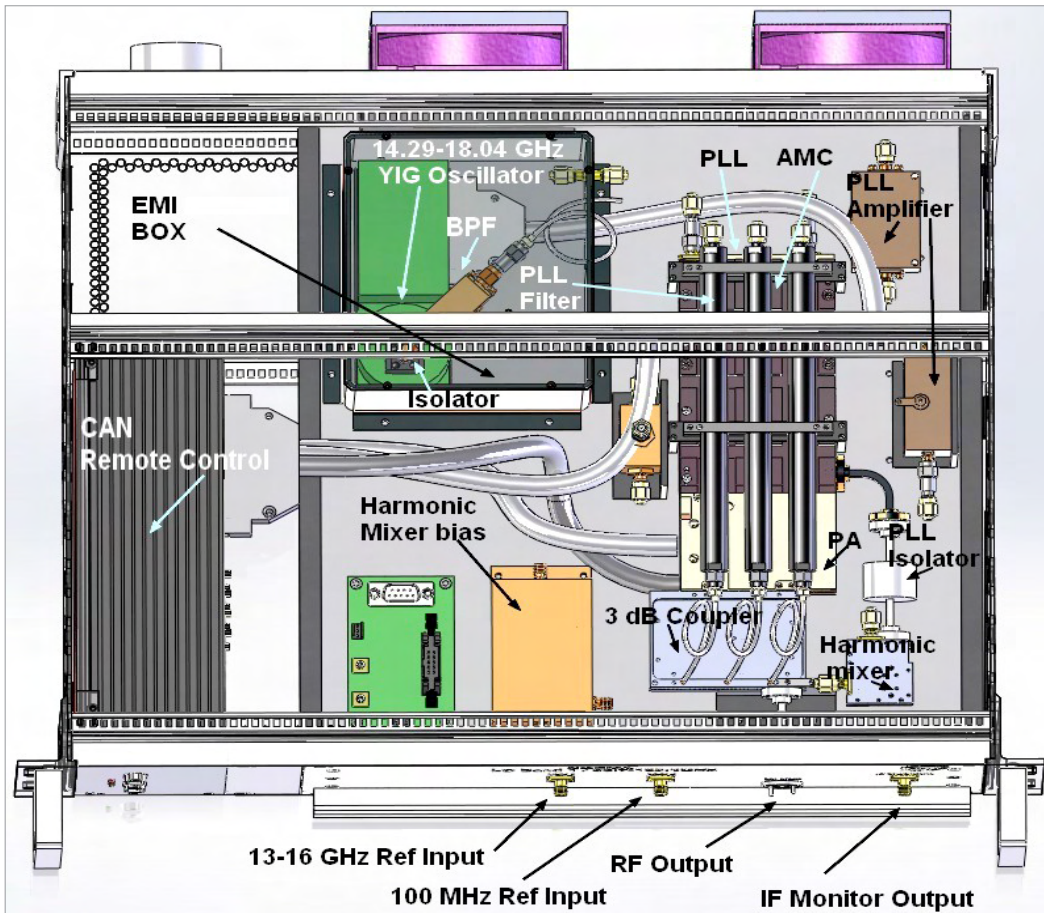 14.29-18.04 GHz
YIG Oscillator
PLL
AMC
PLL
Amplifier
EMI
BOX
BPF
PLL
Filter
Isolator
CAN
Remote Control
Harmonic
Mixer bias
PA
PLL
Isolator
3 dB Coupler
Harmonic
mixer
13-16 GHz Ref Input
RF Output
100 MHz Ref Input
IF Monitor Output